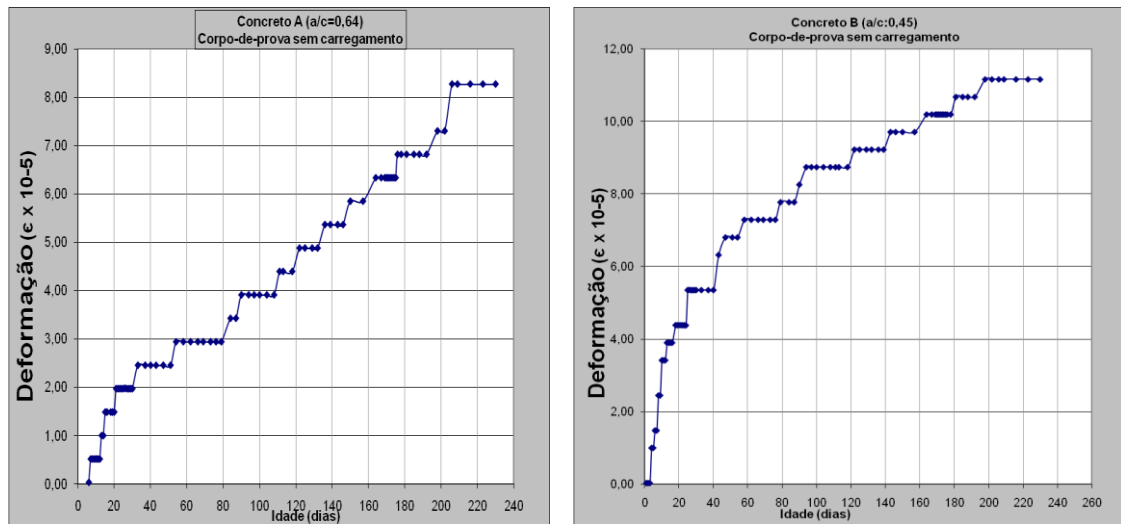 Concreto A (a/c=0,64)
Corpo-de-prova sem carregamento
Deformação (ϵ x 10-5)
9,00
8,00
7,00
6,00
5,00
4,00
3,00
2,00
1,00
0,00
0 20 40 60 80 100 120 140 160 180 200 220 240
Idade (dias)
Concreto B (a/c:0,45)
Corpo-de-prova sem carregamento
Deformação (ϵ x 10-5)
12,00
10,00
8,00
6,00
4,00
2,00
0,00
0 20 40 60 80 100 120 140 160 180 200 220 240 260
Idade (dias)